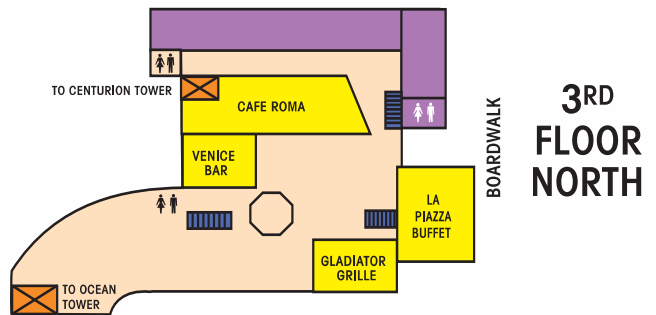 TO CENTURION TOWER
CAFE ROMA
VENICE
BAR
LA
PIAZZA
BUFFET
GLADIATOR
GRILLE
TO OCEAN
TOWER
BOARDWALK
3RD
FLOOR
NORTH